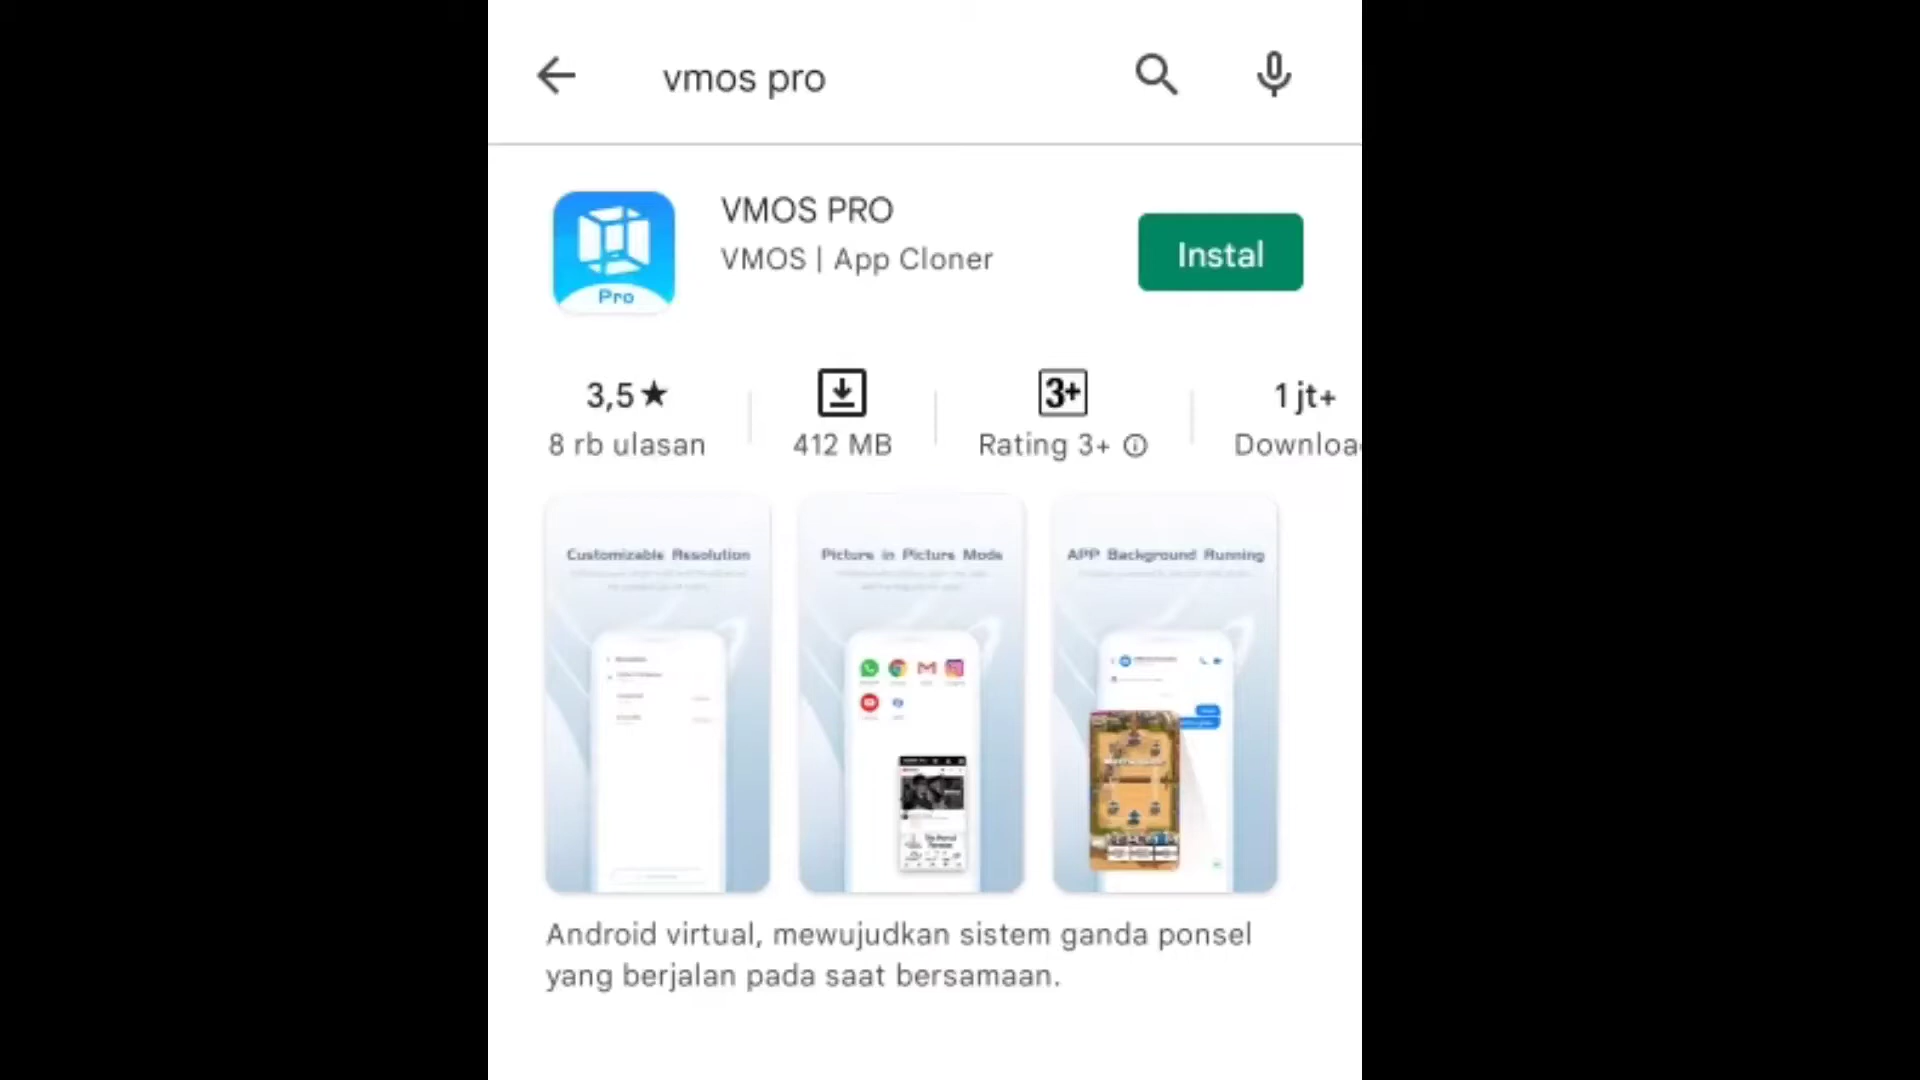 vmos pro
VMOS PRO
VMOS | App Cloner
Instal
Pro
3,5★
8 rb ulasan
412 MB
3+
Rating 3+
1 jt+
Downloa
Customizable Resolution
Picture in Picture Mode
APP Background Running
Android virtual, mewujudkan sistem ganda ponsel
yang berjalan pada saat bersamaan.